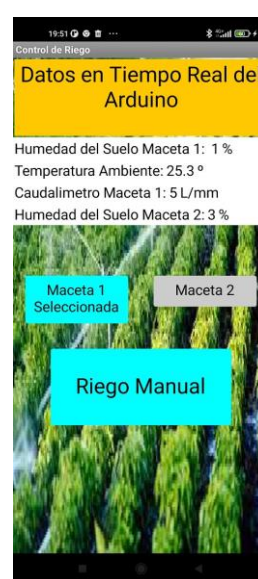 19:51
Control de Riego
Datos en Tiempo Real de
Arduino
Humedad del Suelo Maceta 1: 1 %
Temperatura Ambiente: 25.3 º
Caudalimetro Maceta 1: 5 L/mm
Humedad del Suelo Maceta 2: 3 %
Maceta 1
Seleccionada
Maceta 2
Riego Manual